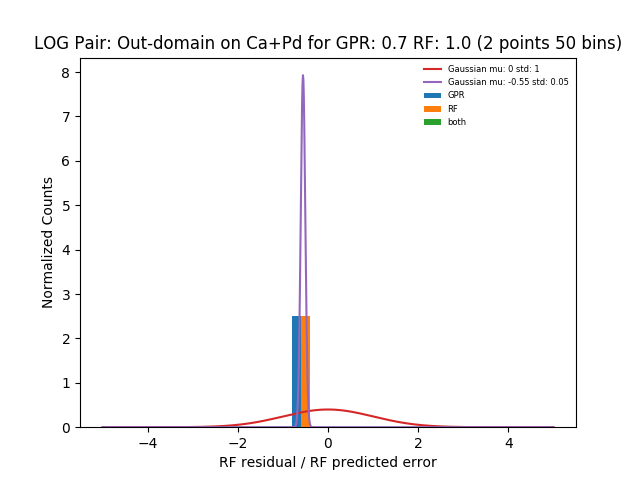 LOG Pair: Out-domain on Ca+Pd for GPR: 0.7 RF: 1.0 (2 points 50 bins)
Gaussian mu: 0 std: 1
Gaussian mu: -0.55 std: 0.05
GPR
RF
both
Normalized Counts
8
7
6
5
4
3
2
1
0
−4
−2
0
2
4
RF residual / RF predicted error